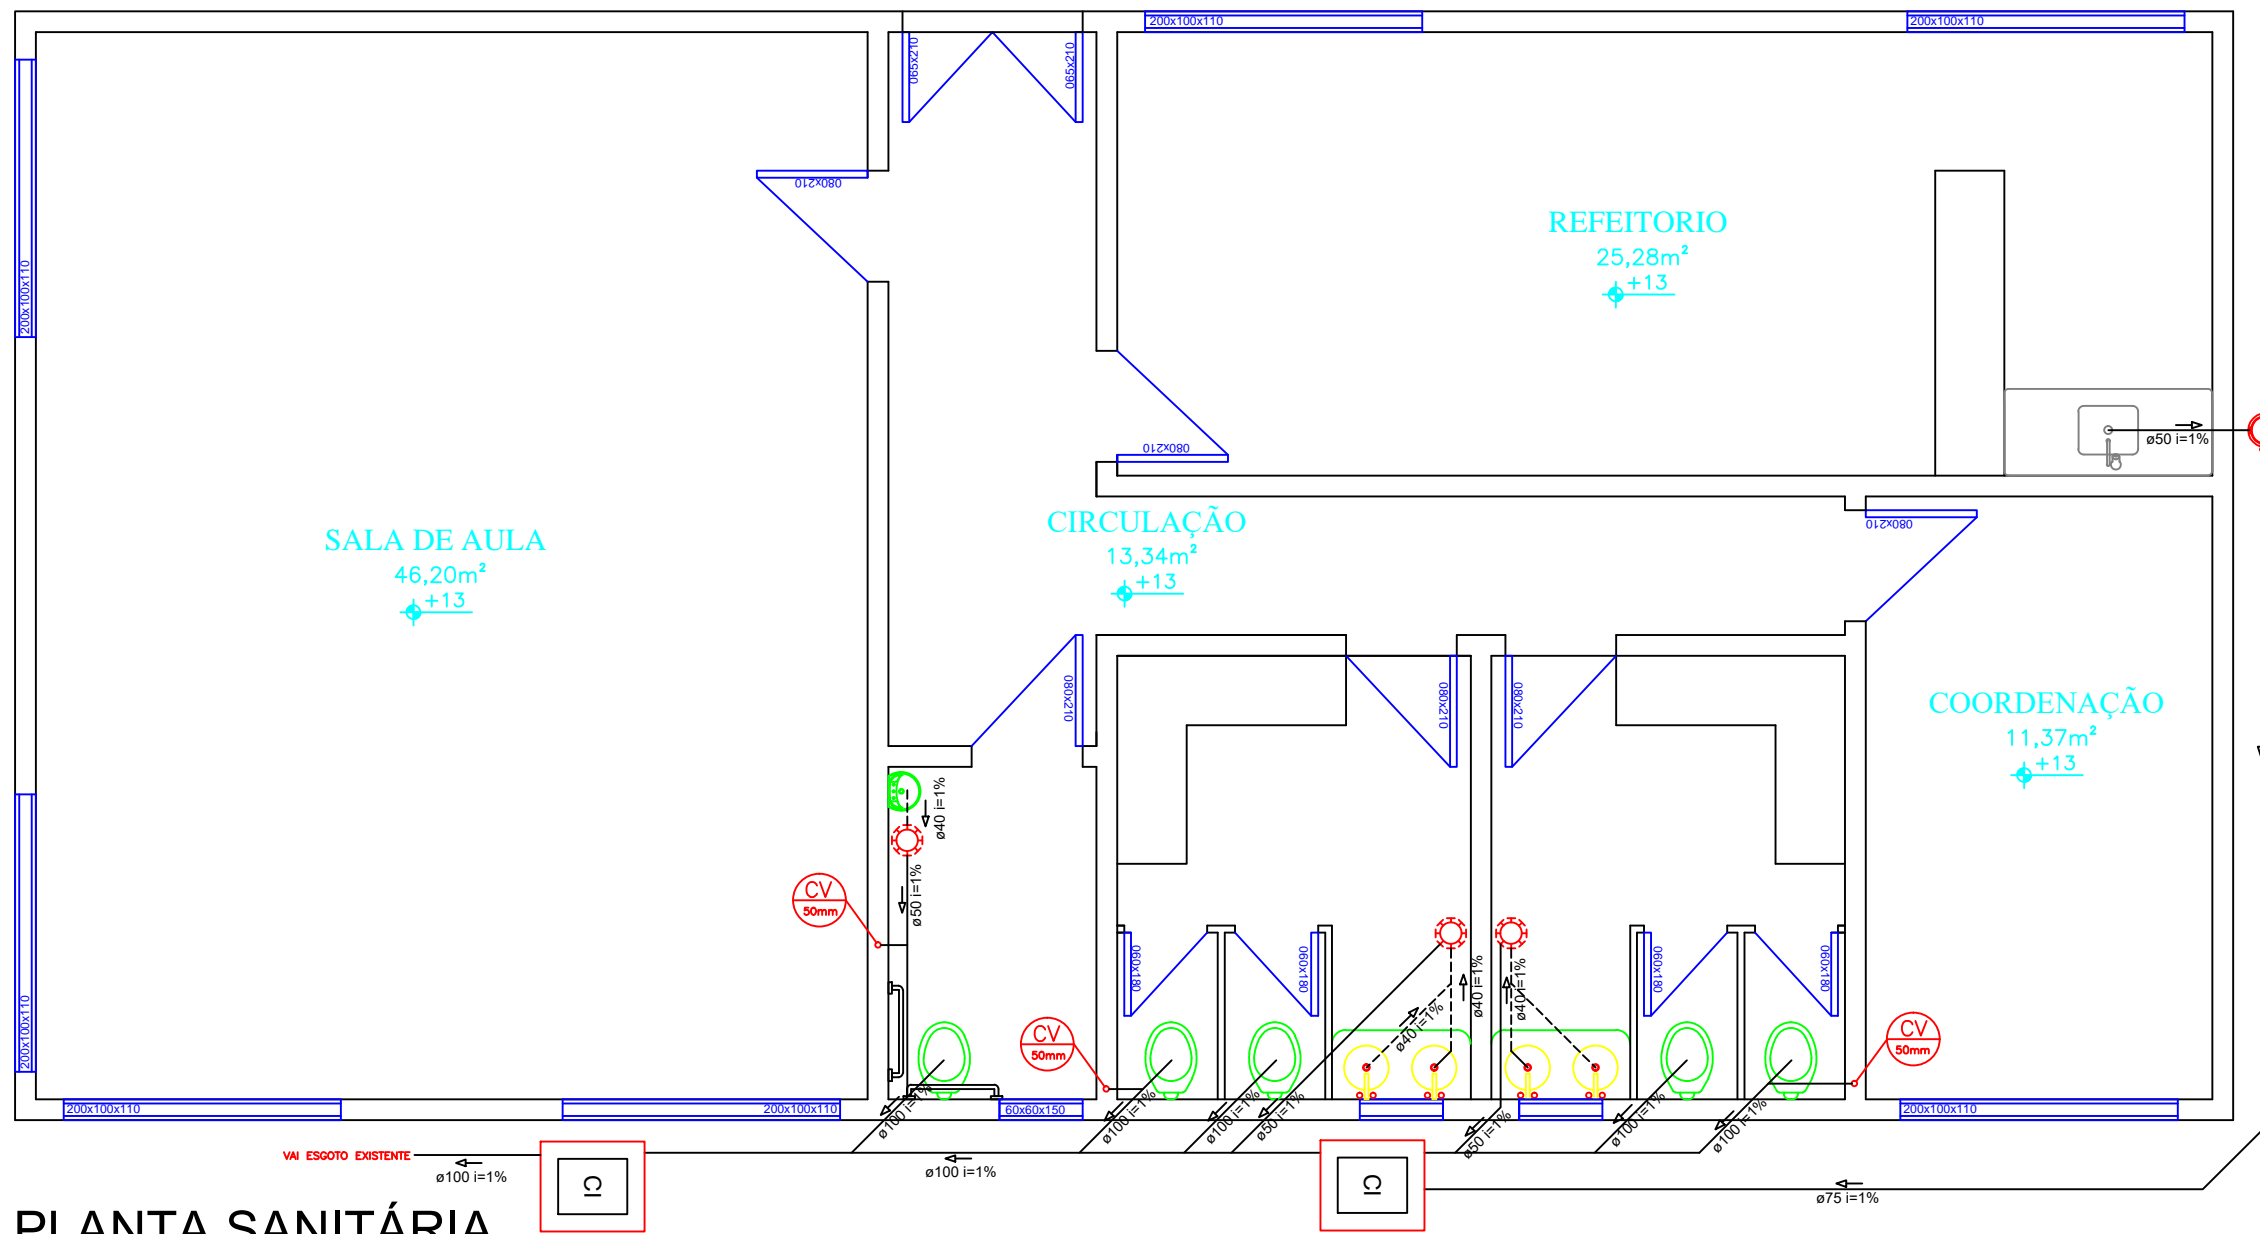 200x100x110
200x100x110
065x210
065x210
080x210
200x100x110
REFEITORIO
25,28m²
+13
080x210
ø50 i=1%
SALA DE AULA
46,20m²
+13
CIRCULAÇÃO
13,34m²
+13
080x210
080x210
080x210
080x210
COORDENAÇÃO
11,37m²
+13
ø40 i=1%
CV
50mm
ø50 i=1%
060x180
060x180
060x180
060x180
ø40 i=1%
ø40 i=1%
ø40 i=1%
CV
50mm
CV
50mm
200x100x110
200x100x110
200x100x110
60x60x150
200x100x110
ø100 i=1%
ø100 i=1%
ø100 i=1%
ø50 i=1%
ø50 i=1%
ø100 i=1%
ø100 i=1%
VAI ESGOTO EXISTENTE
ø100 i=1%
CI
ø100 i=1%
CI
ø75 i=1%
PLANTA SANITÁRIA